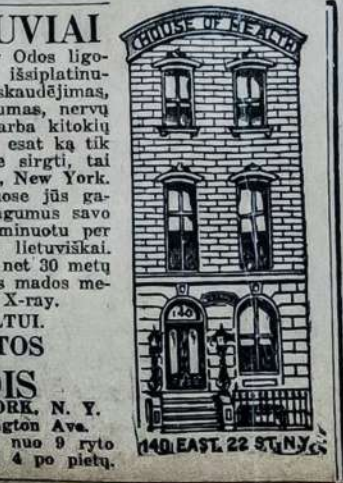 UVIAI
Odos ligo-
išsiplatinu-
skaudėjimas,
umas, nervų
arba kitokių
esat ką tik
e sirgti, tai
, New York.
ose jūs ga-
gumus savo
minuotu per
lietuviškai.
net 30 metų
s mados me-
X-ray.
LTUI.
TOS
DIS
ORK, N. Y.
ngton Ave.
nuo 9 ryto
4 po pietų.
HOUSE OF HEALTH
140
140 EAST. 22 ST. N.Y.